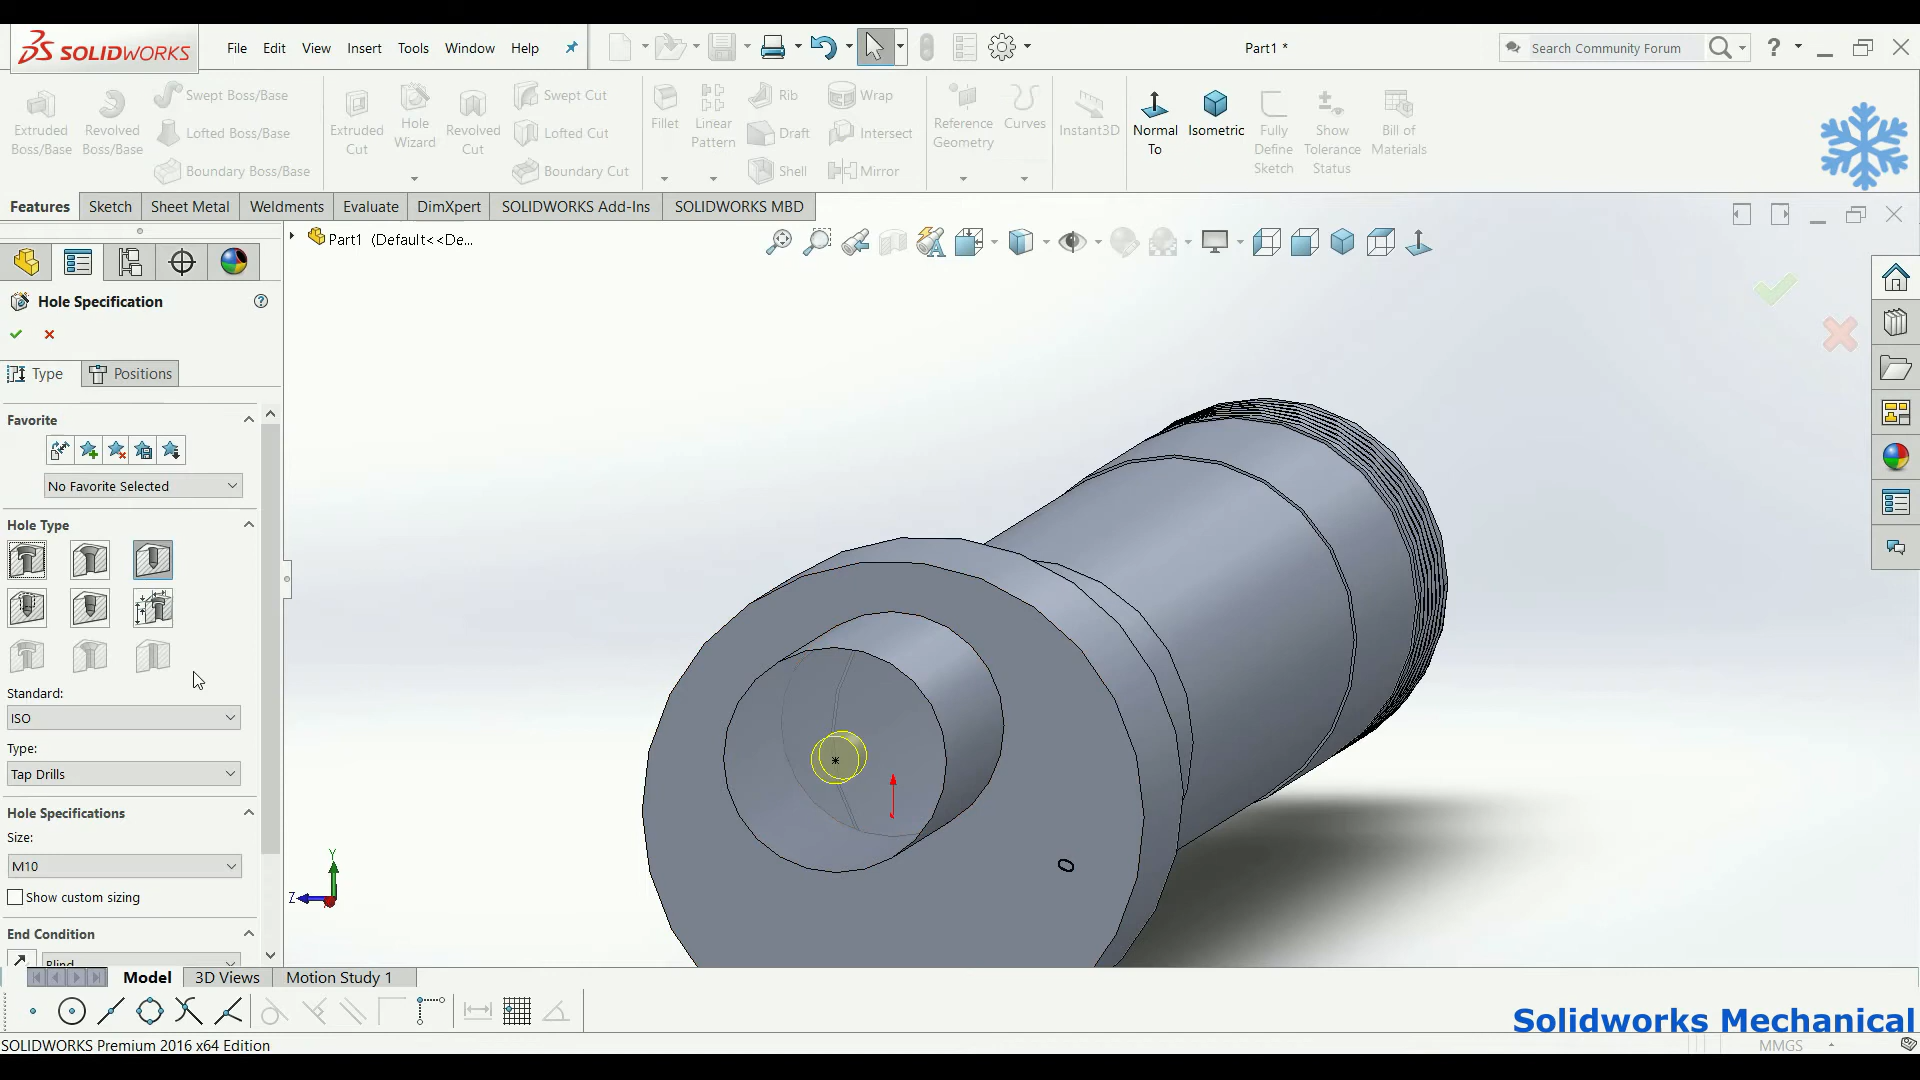 SOLIDWORKS
File Edit View Insert Tools Window Help
Part1 *
Search Community Forum
Extruded Boss/Base
Revolved Boss/Base
Swept Boss/Base
Lofted Boss/Base
Boundary Boss/Base
Extruded Cut
Hole Wizard
Revolved Cut
Swept Cut
Lofted Cut
Boundary Cut
Fillet
Linear Pattern
Rib
Draft
Shell
Wrap
Intersect
Mirror
Reference Geometry
Curves
Instant3D
Normal To
Isometric
Fully Define Sketch
Show Tolerance Status
Bill of Materials
Features Sketch Sheet Metal Weldments Evaluate DimXpert SOLIDWORKS Add-Ins SOLIDWORKS MBD
Part1 (Default<<De...
Hole Specification
Type Positions
Favorite
No Favorite Selected
Hole Type
Standard:
ISO
Type:
Tap Drills
Hole Specifications
Size:
M10
Show custom sizing
End Condition
Blind
0
Y
Z
Model 3D Views Motion Study 1
Solidworks Mechanical
SOLIDWORKS Premium 2016 x64 Edition
MMGS